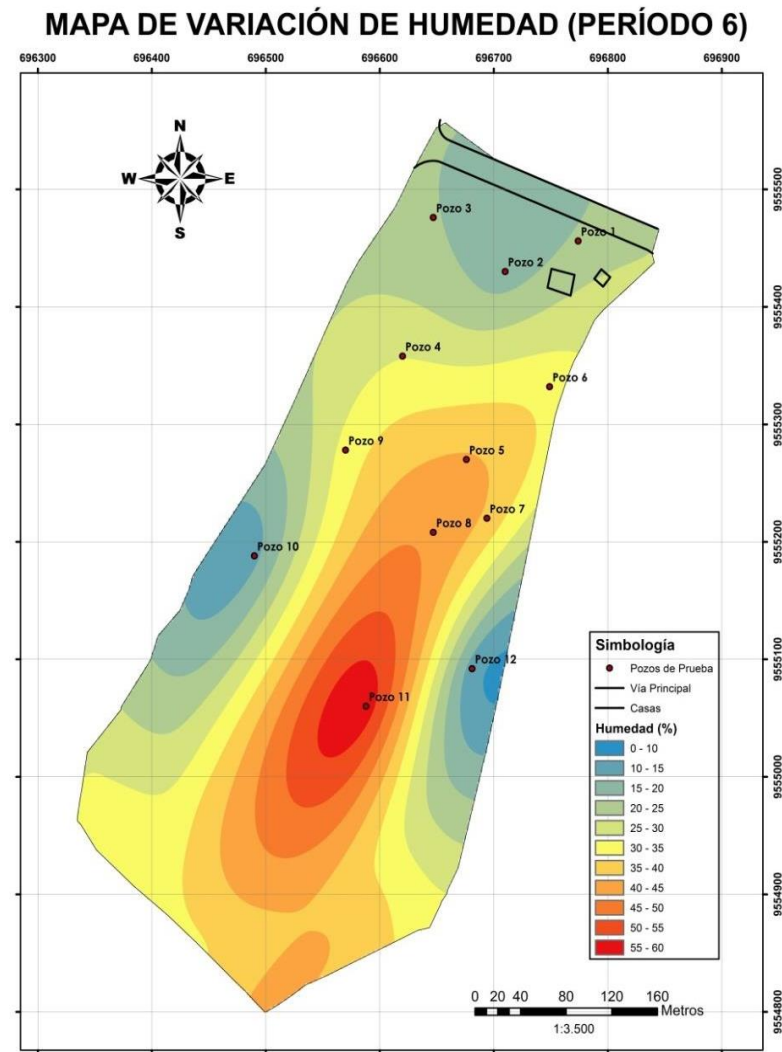 MAPA DE VARIACIÓN DE HUMEDAD (PERÍODO 6)
696300 696400 696500 696600 696700 696800 696900
N
W E
S
9555500
9555400
9555300
9555200
9555100
9555000
9554900
9554800
Pozo 3
Pozo 1
Pozo 2
Pozo 4
Pozo 6
Pozo 9
Pozo 5
Pozo 7
Pozo 8
Pozo 10
Pozo 12
Pozo 11
Simbología
Pozos de Prueba
Vía Principal
Casas
Humedad (%)
0 - 10
10 - 15
15 - 20
20 - 25
25 - 30
30 - 35
35 - 40
40 - 45
45 - 50
50 - 55
55 - 60
0 20 40 80 120 160
Metros
1:3.500